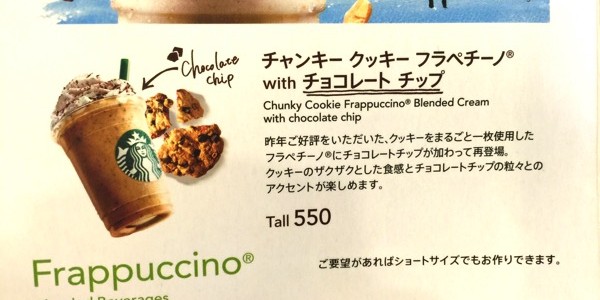 Chocolate
chip
チャンキー クッキー フラペチーノ®
with チョコレート チップ
Chunky Cookie Frappuccino® Blended Cream
with chocolate chip
昨年ご好評をいただいた、クッキーをまるごと一枚使用した
フラペチーノ®にチョコレートチップが加わって再登場。
クッキーのザクザクとした食感とチョコレートチップの粒々との
アクセントが楽しめます。
Tall 550
Frappuccino®
ご要望があればショートサイズでもお作りできます。
Beverages